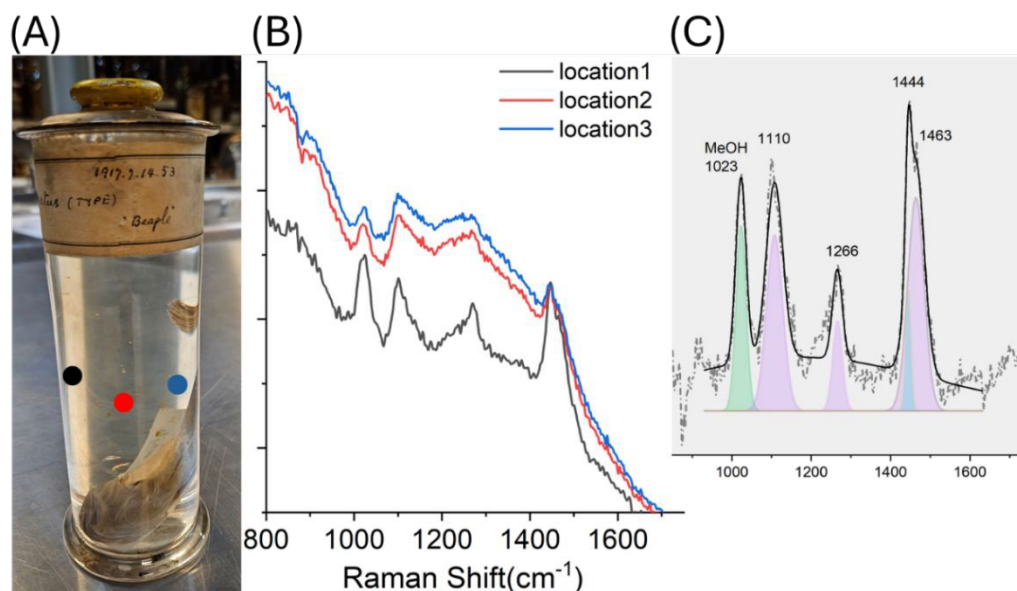 (A)
1917.7.14.53
(TYPE)
"Beagle"
(B)
location1
location2
location3
800 1000 1200 1400 1600
Raman Shift(cm⁻¹)
(C)
1444
1463
MeOH
1023
1110
1266
1000 1200 1400 1600